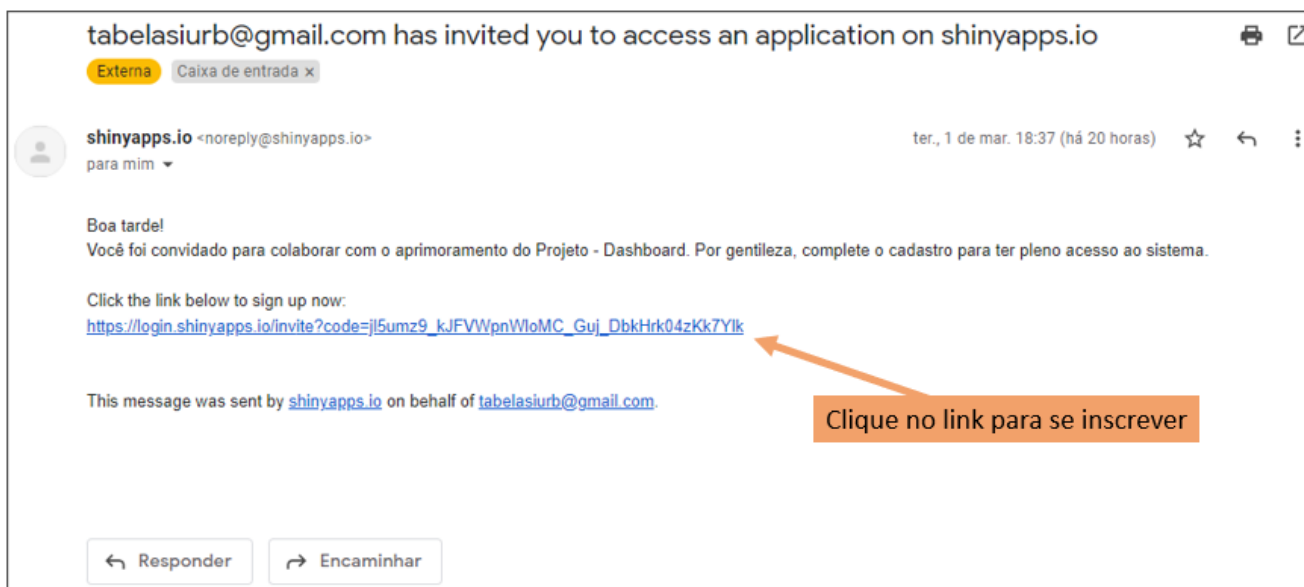 tabelasiurb@gmail.com has invited you to access an application on shinyapps.io
Externa Caixa de entrada x
shinyapps.io <noreply@shinyapps.io> ter., 1 de mar. 18:37 (há 20 horas)
para mim
Boa tarde!
Você foi convidado para colaborar com o aprimoramento do Projeto - Dashboard. Por gentileza, complete o cadastro para ter pleno acesso ao sistema.
Click the link below to sign up now:
https://login.shinyapps.io/invite?code=jl5umz9_kJFVWpnWloMC_Guj_DbkHrk04zKk7Ylk
This message was sent by shinyapps.io on behalf of tabelasiurb@gmail.com.
Clique no link para se inscrever
Responder Encaminhar